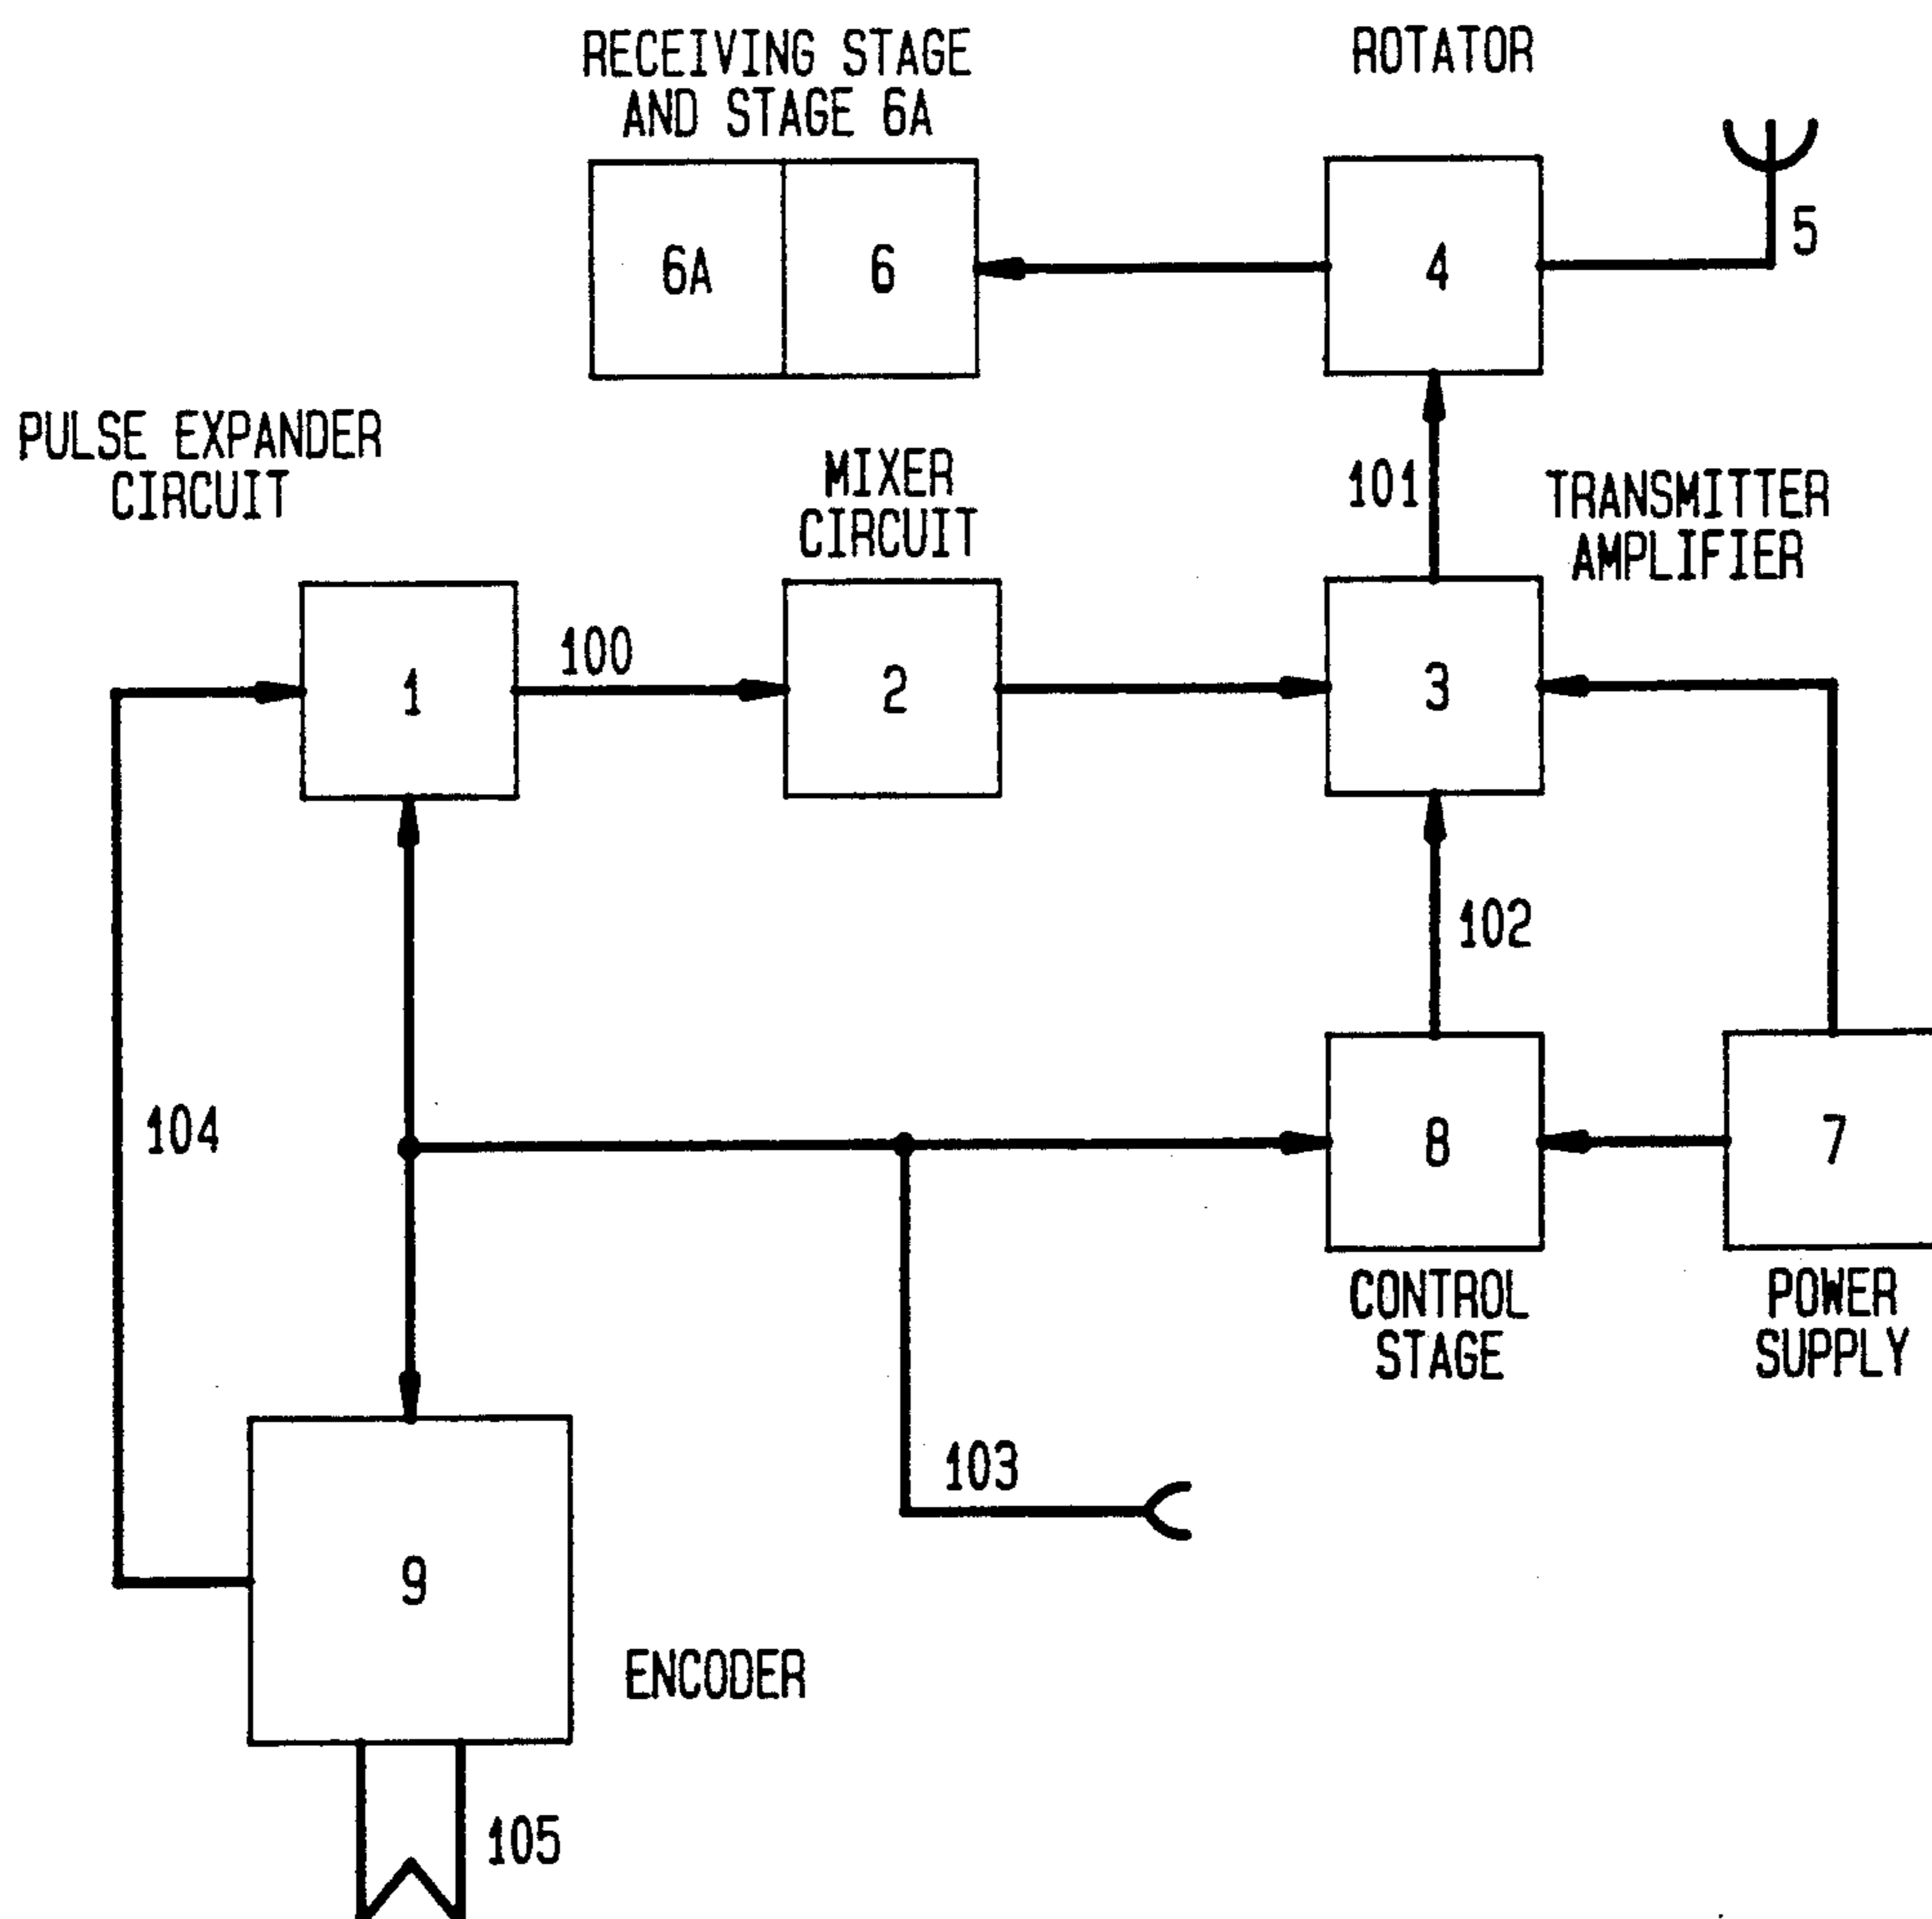 RECEIVING STAGE
AND STAGE 6A
ROTATOR
6A
6
4
5
PULSE EXPANDER
CIRCUIT
MIXER
CIRCUIT
101
TRANSMITTER
AMPLIFIER
1
100
2
3
102
104
8
7
CONTROL
STAGE
POWER
SUPPLY
103
9
ENCODER
105